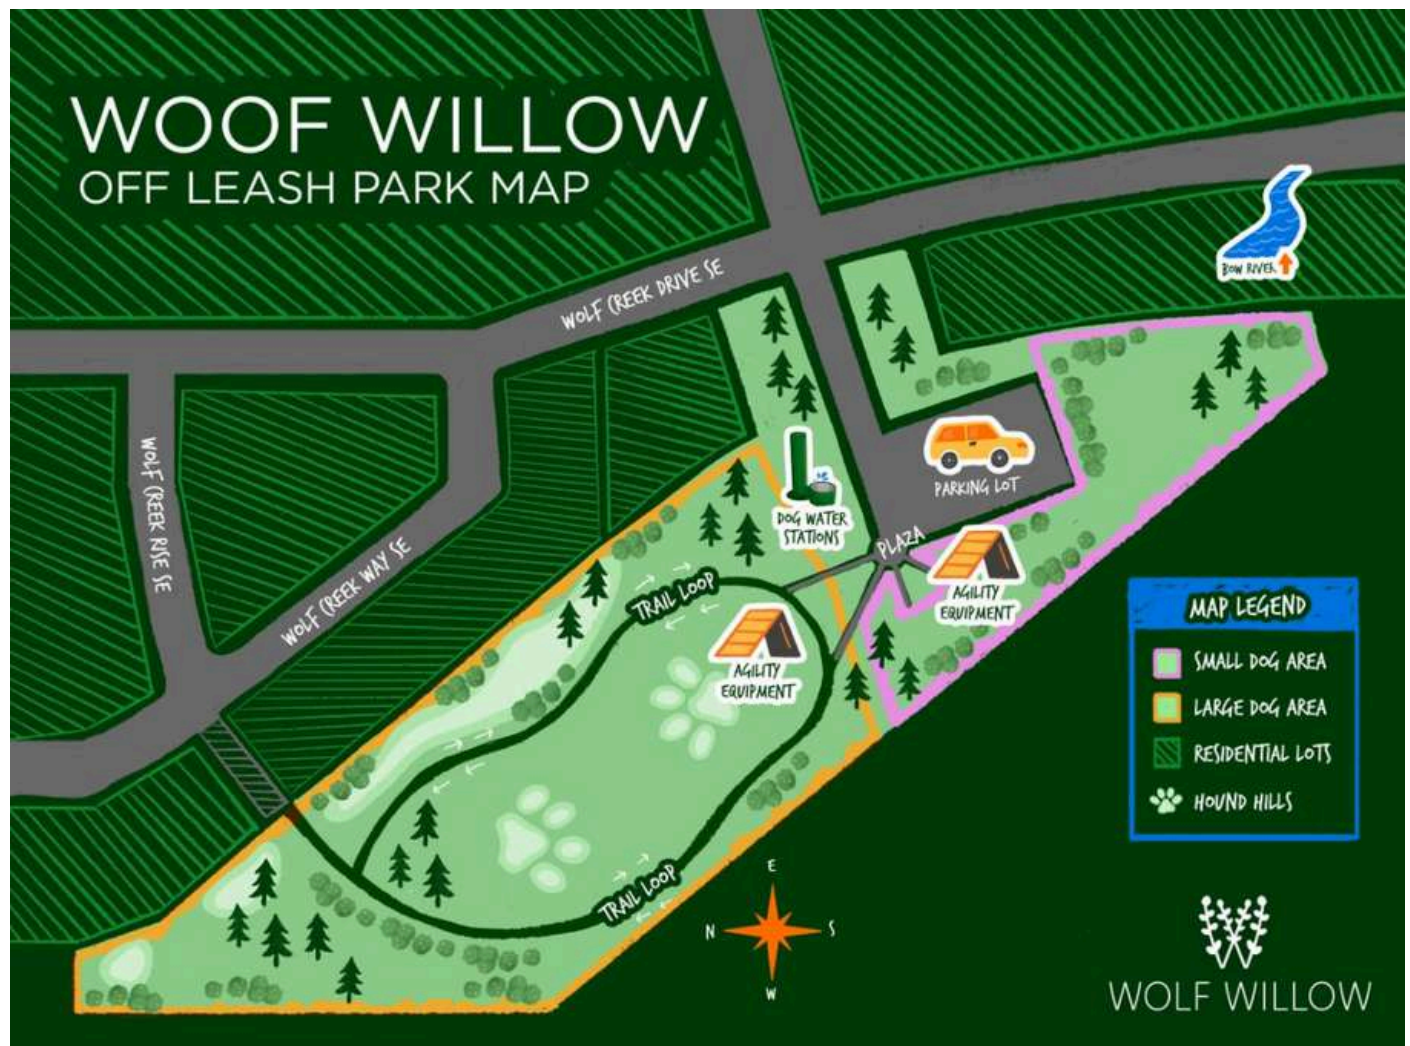 WOOF WILLOW
OFF LEASH PARK MAP
BOW RIVER
WOLF CREEK DRIVE SE
WOLF CREEK RISE SE
WOLF CREEK WAY SE
PARKING LOT
DOG WATER
STATIONS
PLAZA
AGILITY
EQUIPMENT
TRAIL LOOP
AGILITY
EQUIPMENT
MAP LEGEND
SMALL DOG AREA
LARGE DOG AREA
RESIDENTIAL LOTS
HOUND HILLS
TRAIL LOOP
E
N
S
W
WOLF WILLOW